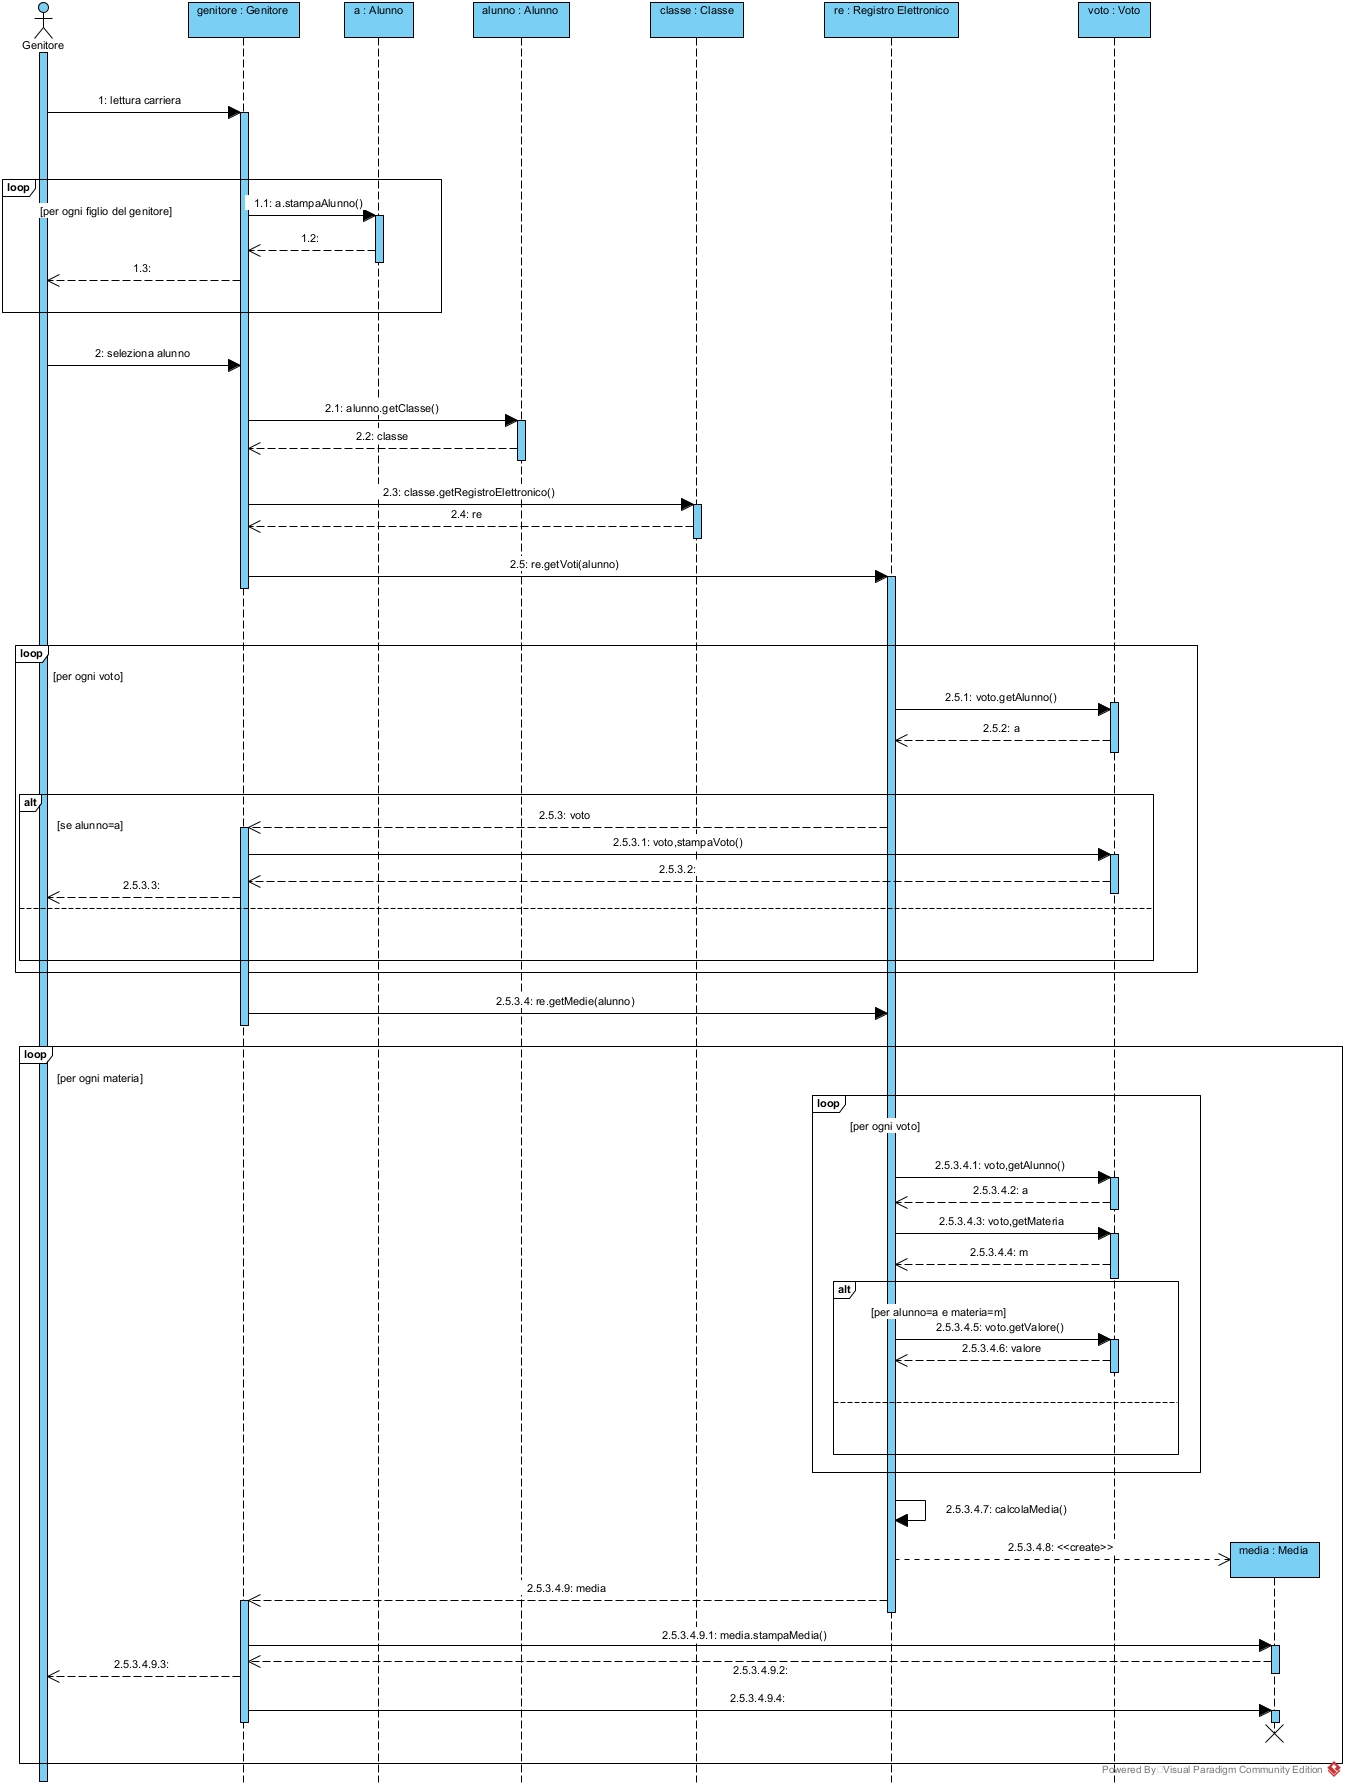 genitore : Genitore
a : Alunno
alunno : Alunno
classe : Classe
re : Registro Elettronico
voto : Voto
Genitore
1: lettura carriera
loop
[per ogni figlio del genitore]
1.1: a.stampaAlunno()
1.2:
1.3:
2: seleziona alunno
2.1: alunno.getClasse()
2.2: classe
2.3: classe.getRegistroElettronico()
2.4: re
2.5: re.getVoti(alunno)
loop
[per ogni voto]
2.5.1: voto.getAlunno()
2.5.2: a
alt
[se alunno=a]
2.5.3: voto
2.5.3.1: voto,stampaVoto()
2.5.3.2:
2.5.3.3:
2.5.3.4: re.getMedie(alunno)
loop
[per ogni materia]
loop
[per ogni voto]
2.5.3.4.1: voto,getAlunno()
2.5.3.4.2: a
2.5.3.4.3: voto,getMateria
2.5.3.4.4: m
alt
[per alunno=a e materia=m]
2.5.3.4.5: voto.getValore()
2.5.3.4.6: valore
2.5.3.4.7: calcolaMedia()
2.5.3.4.8: <<create>>
media : Media
2.5.3.4.9: media
2.5.3.4.9.1: media.stampaMedia()
2.5.3.4.9.2:
2.5.3.4.9.3:
2.5.3.4.9.4:
Powered By Visual Paradigm Community Edition